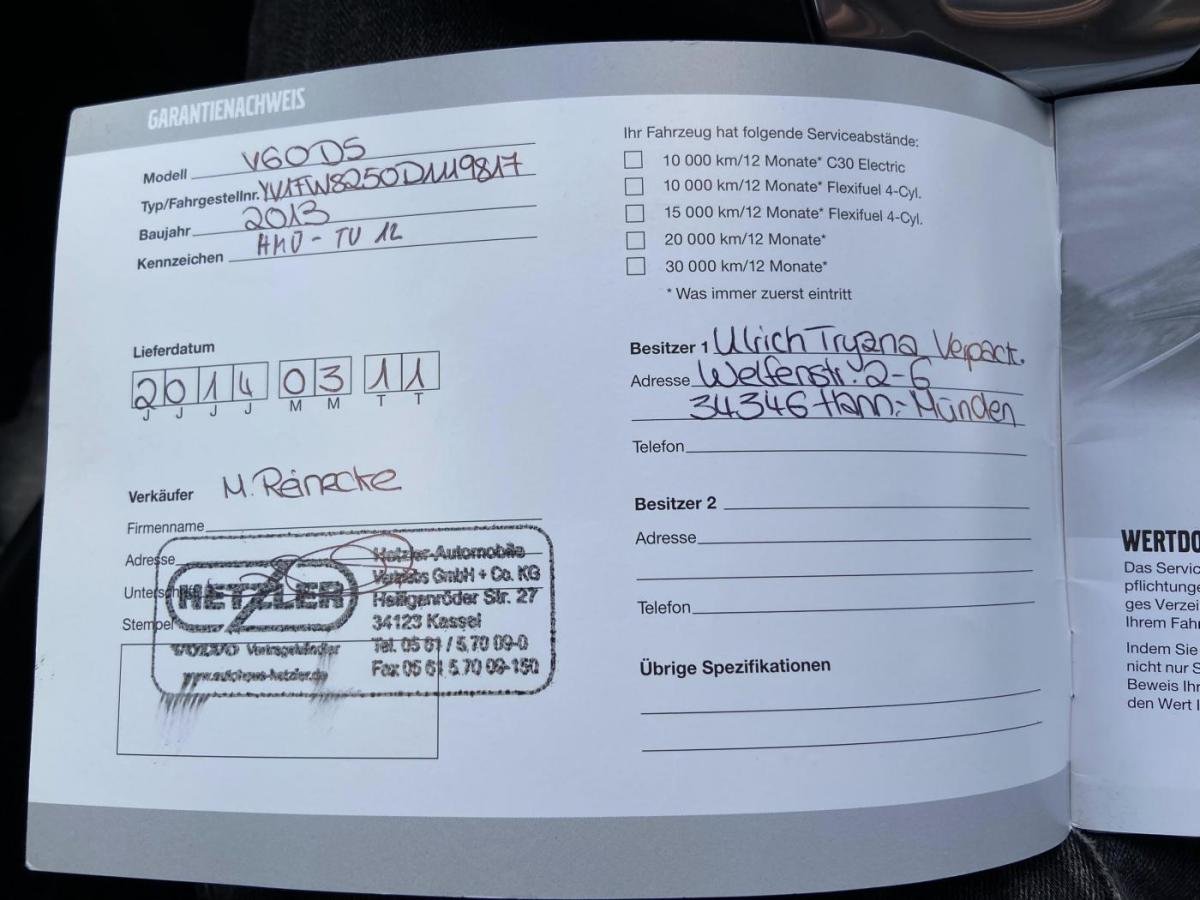 GARANTIENACHWEIS
Modell V60D5
Typ/Fahrgestellnr. YV1FW8250D1119817
Baujahr 2013
Kennzeichen HMÜ - TU 12
Lieferdatum
2014 03 11
J J J J M M T T
Verkäufer M. Reinecke
Firmenname
Adresse
Stempel
HETZLER
VOLVO Vertragshändler
www.autohaus-hetzler.de
Hetzler-Automobile
Vertriebs GmbH + Co. KG
Heiligenröder Str. 27
34123 Kassel
Tel. 05 61 / 5.70 09-0
Fax 05 61 5.70 09-150
Ihr Fahrzeug hat folgende Serviceabstände:
10 000 km/12 Monate* C30 Electric
10 000 km/12 Monate* Flexifuel 4-Cyl.
15 000 km/12 Monate* Flexifuel 4-Cyl.
20 000 km/12 Monate*
30 000 km/12 Monate*
* Was immer zuerst eintritt
Besitzer 1 Ulrich Tryana Verpack.
Adresse Welfenstr. 2-6
34346 Hann.-Münden
Telefon
Besitzer 2
Adresse
Telefon
Übrige Spezifikationen
WERTDO
Das Servic
pflichtunge
ges Verzei
Ihrem Fahr
Indem Sie
nicht nur S
Beweis Ihr
den Wert I